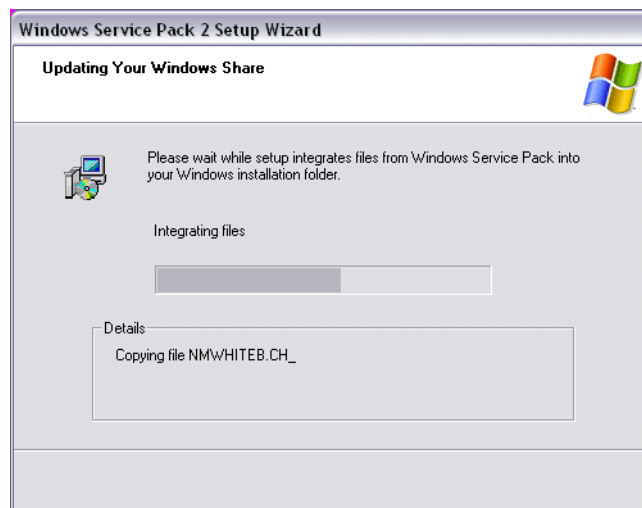 Windows Service Pack 2 Setup Wizard
Updating Your Windows Share
Please wait while setup integrates files from Windows Service Pack into
your Windows installation folder.
Integrating files
Details
Copying file NMWHITEB.CH_